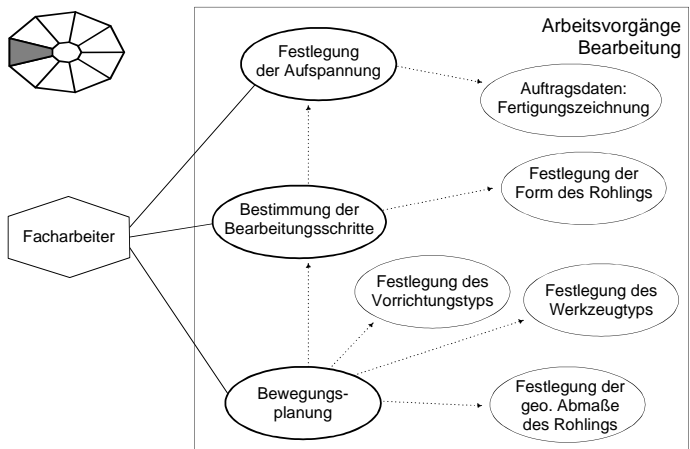 Arbeitsvorgänge
Bearbeitung
Festlegung
der Aufspannung
Auftragsdaten:
Fertigungszeichnung
Festlegung der
Form des Rohlings
Bestimmung der
Bearbeitungsschritte
Facharbeiter
Festlegung des
Vorrichtungstyps
Festlegung des
Werkzeugtyps
Bewegungs-
planung
Festlegung der
geo. Abmaße
des Rohlings